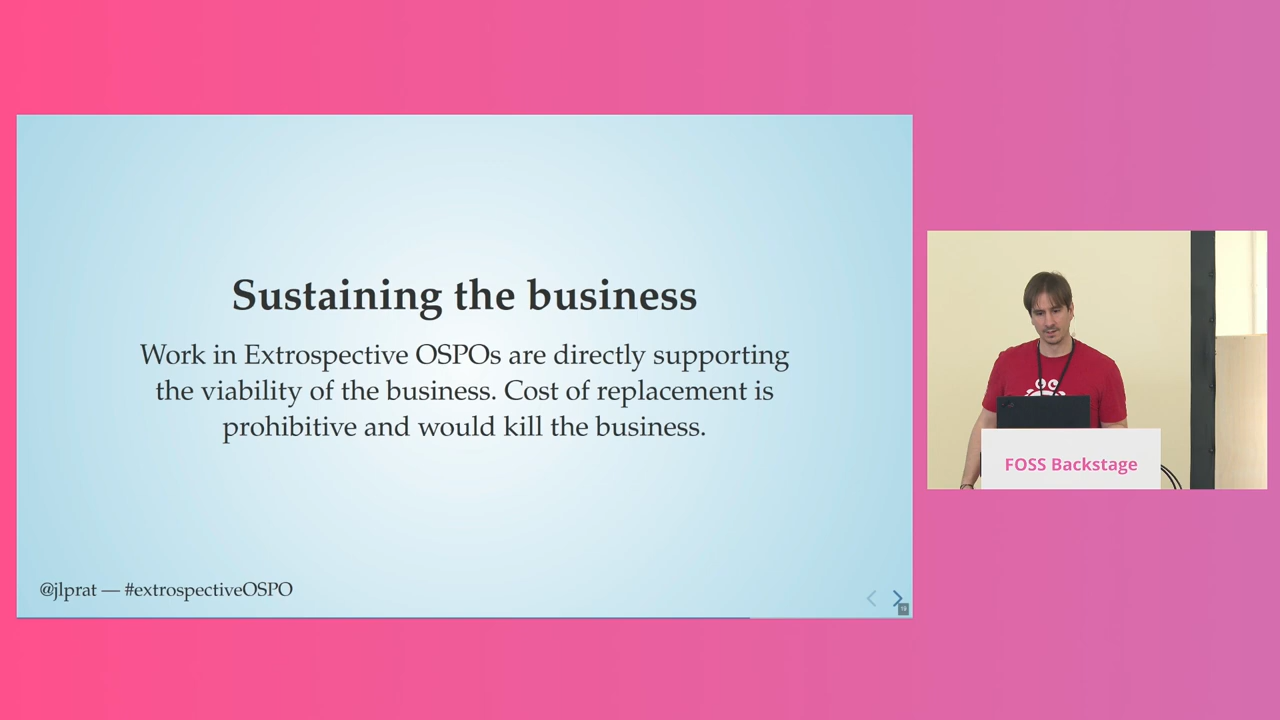 Sustaining the business
Work in Extrospective OSPOs are directly supporting
the viability of the business. Cost of replacement is
prohibitive and would kill the business.
@jlprat — #extrospectiveOSPO
19
FOSS Backstage